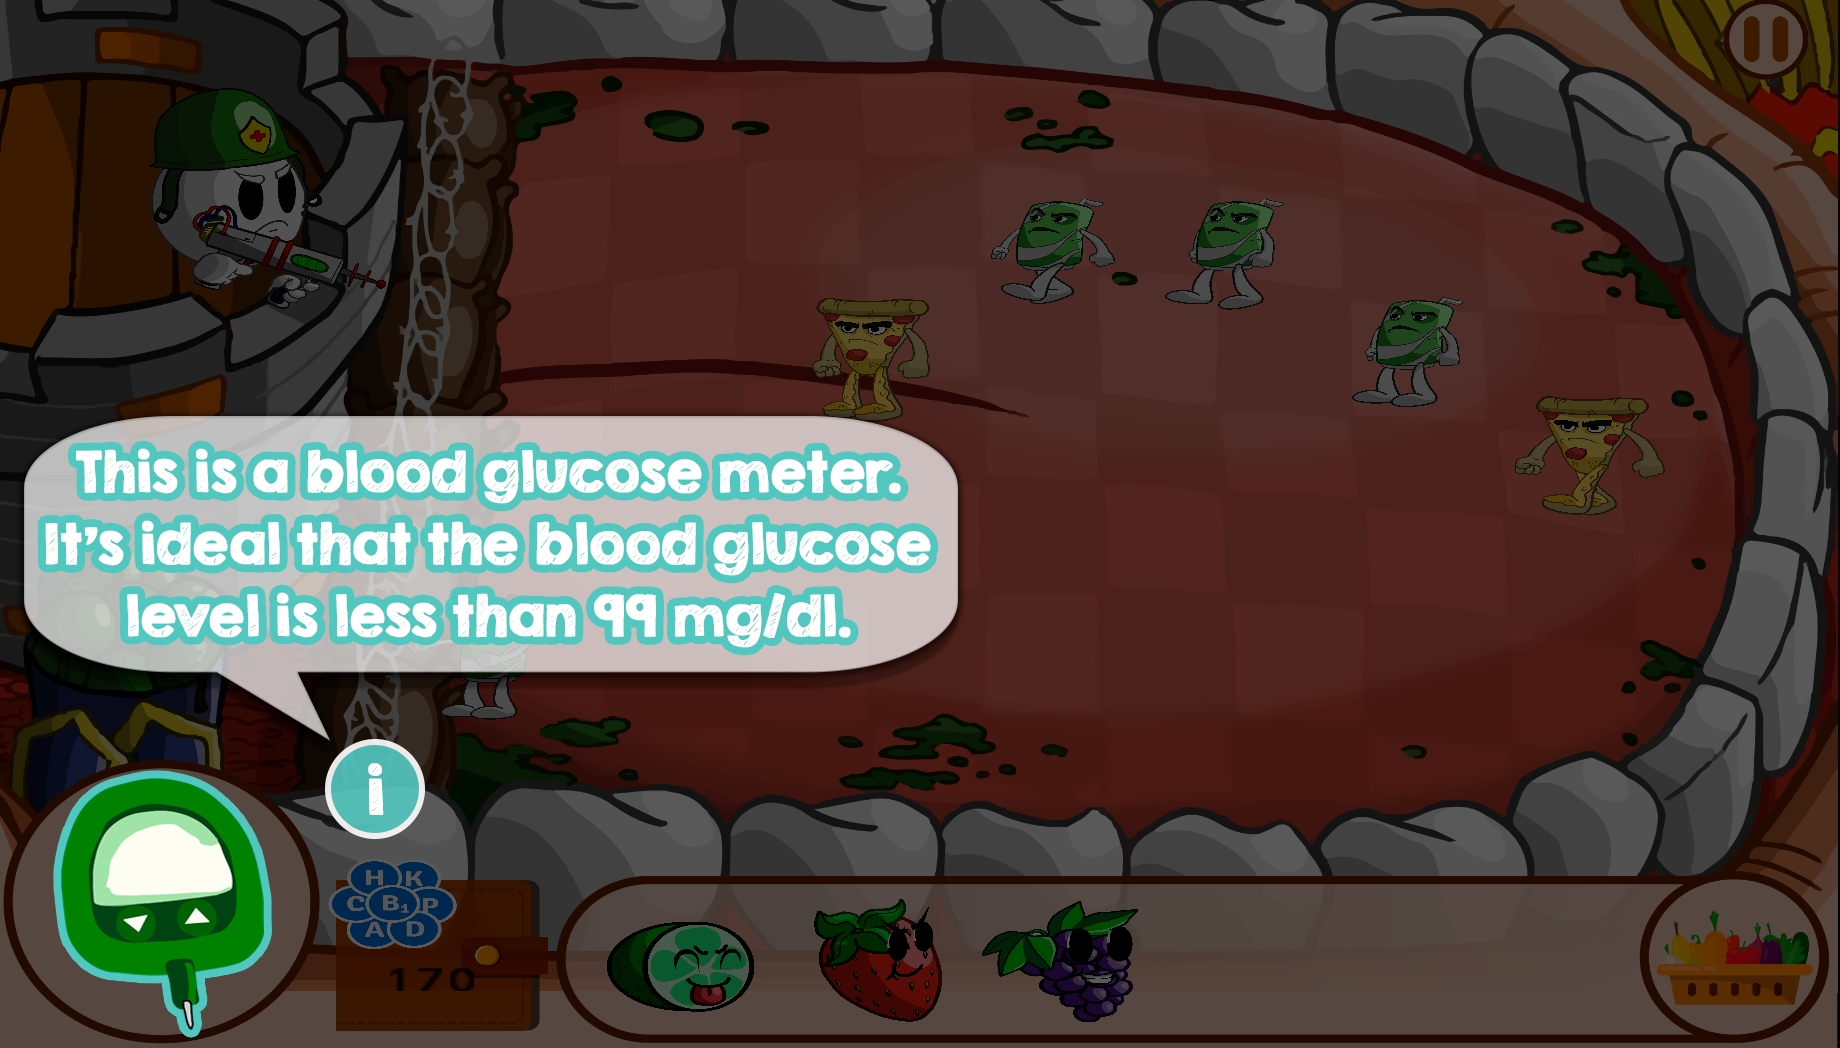 This is a blood glucose meter.
It's ideal that the blood glucose
level is less than 99 mg/dl.
i
H K
C B₁ P
A D
170